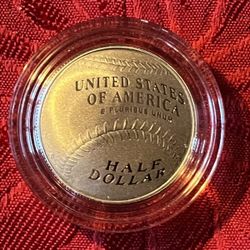 UNITED STATES
OF AMERICA
E PLURIBUS UNUM
HALF
DOLLAR